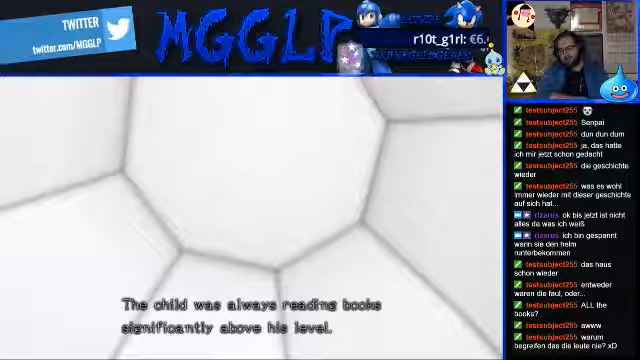 TWITTER
twitter.com/MGGLP
MGGLP
r10t_g1rl: €6.
The child was always reading books
significantly above his level.
testsubject255
testsubject255 Senpai
testsubject255 dun dun dum
testsubject255 ja, das hatte
ich mir jetzt schon gedacht
testsubject255 die geschichte
wieder
testsubject255 was es wohl
immer wieder mit dieser geschichte
auf sich hat...
rizarus ok bis jetzt ist nicht
alles da was ich weiß
rizarus ich bin gespannt
wann sie den helm
runterbekommen
testsubject255 das haus
schon wieder
testsubject255 entweder
waren die faul, oder...
testsubject255 ALL the
books?
testsubject255 awww
testsubject255 warum
begreifen das die leute nie? xD